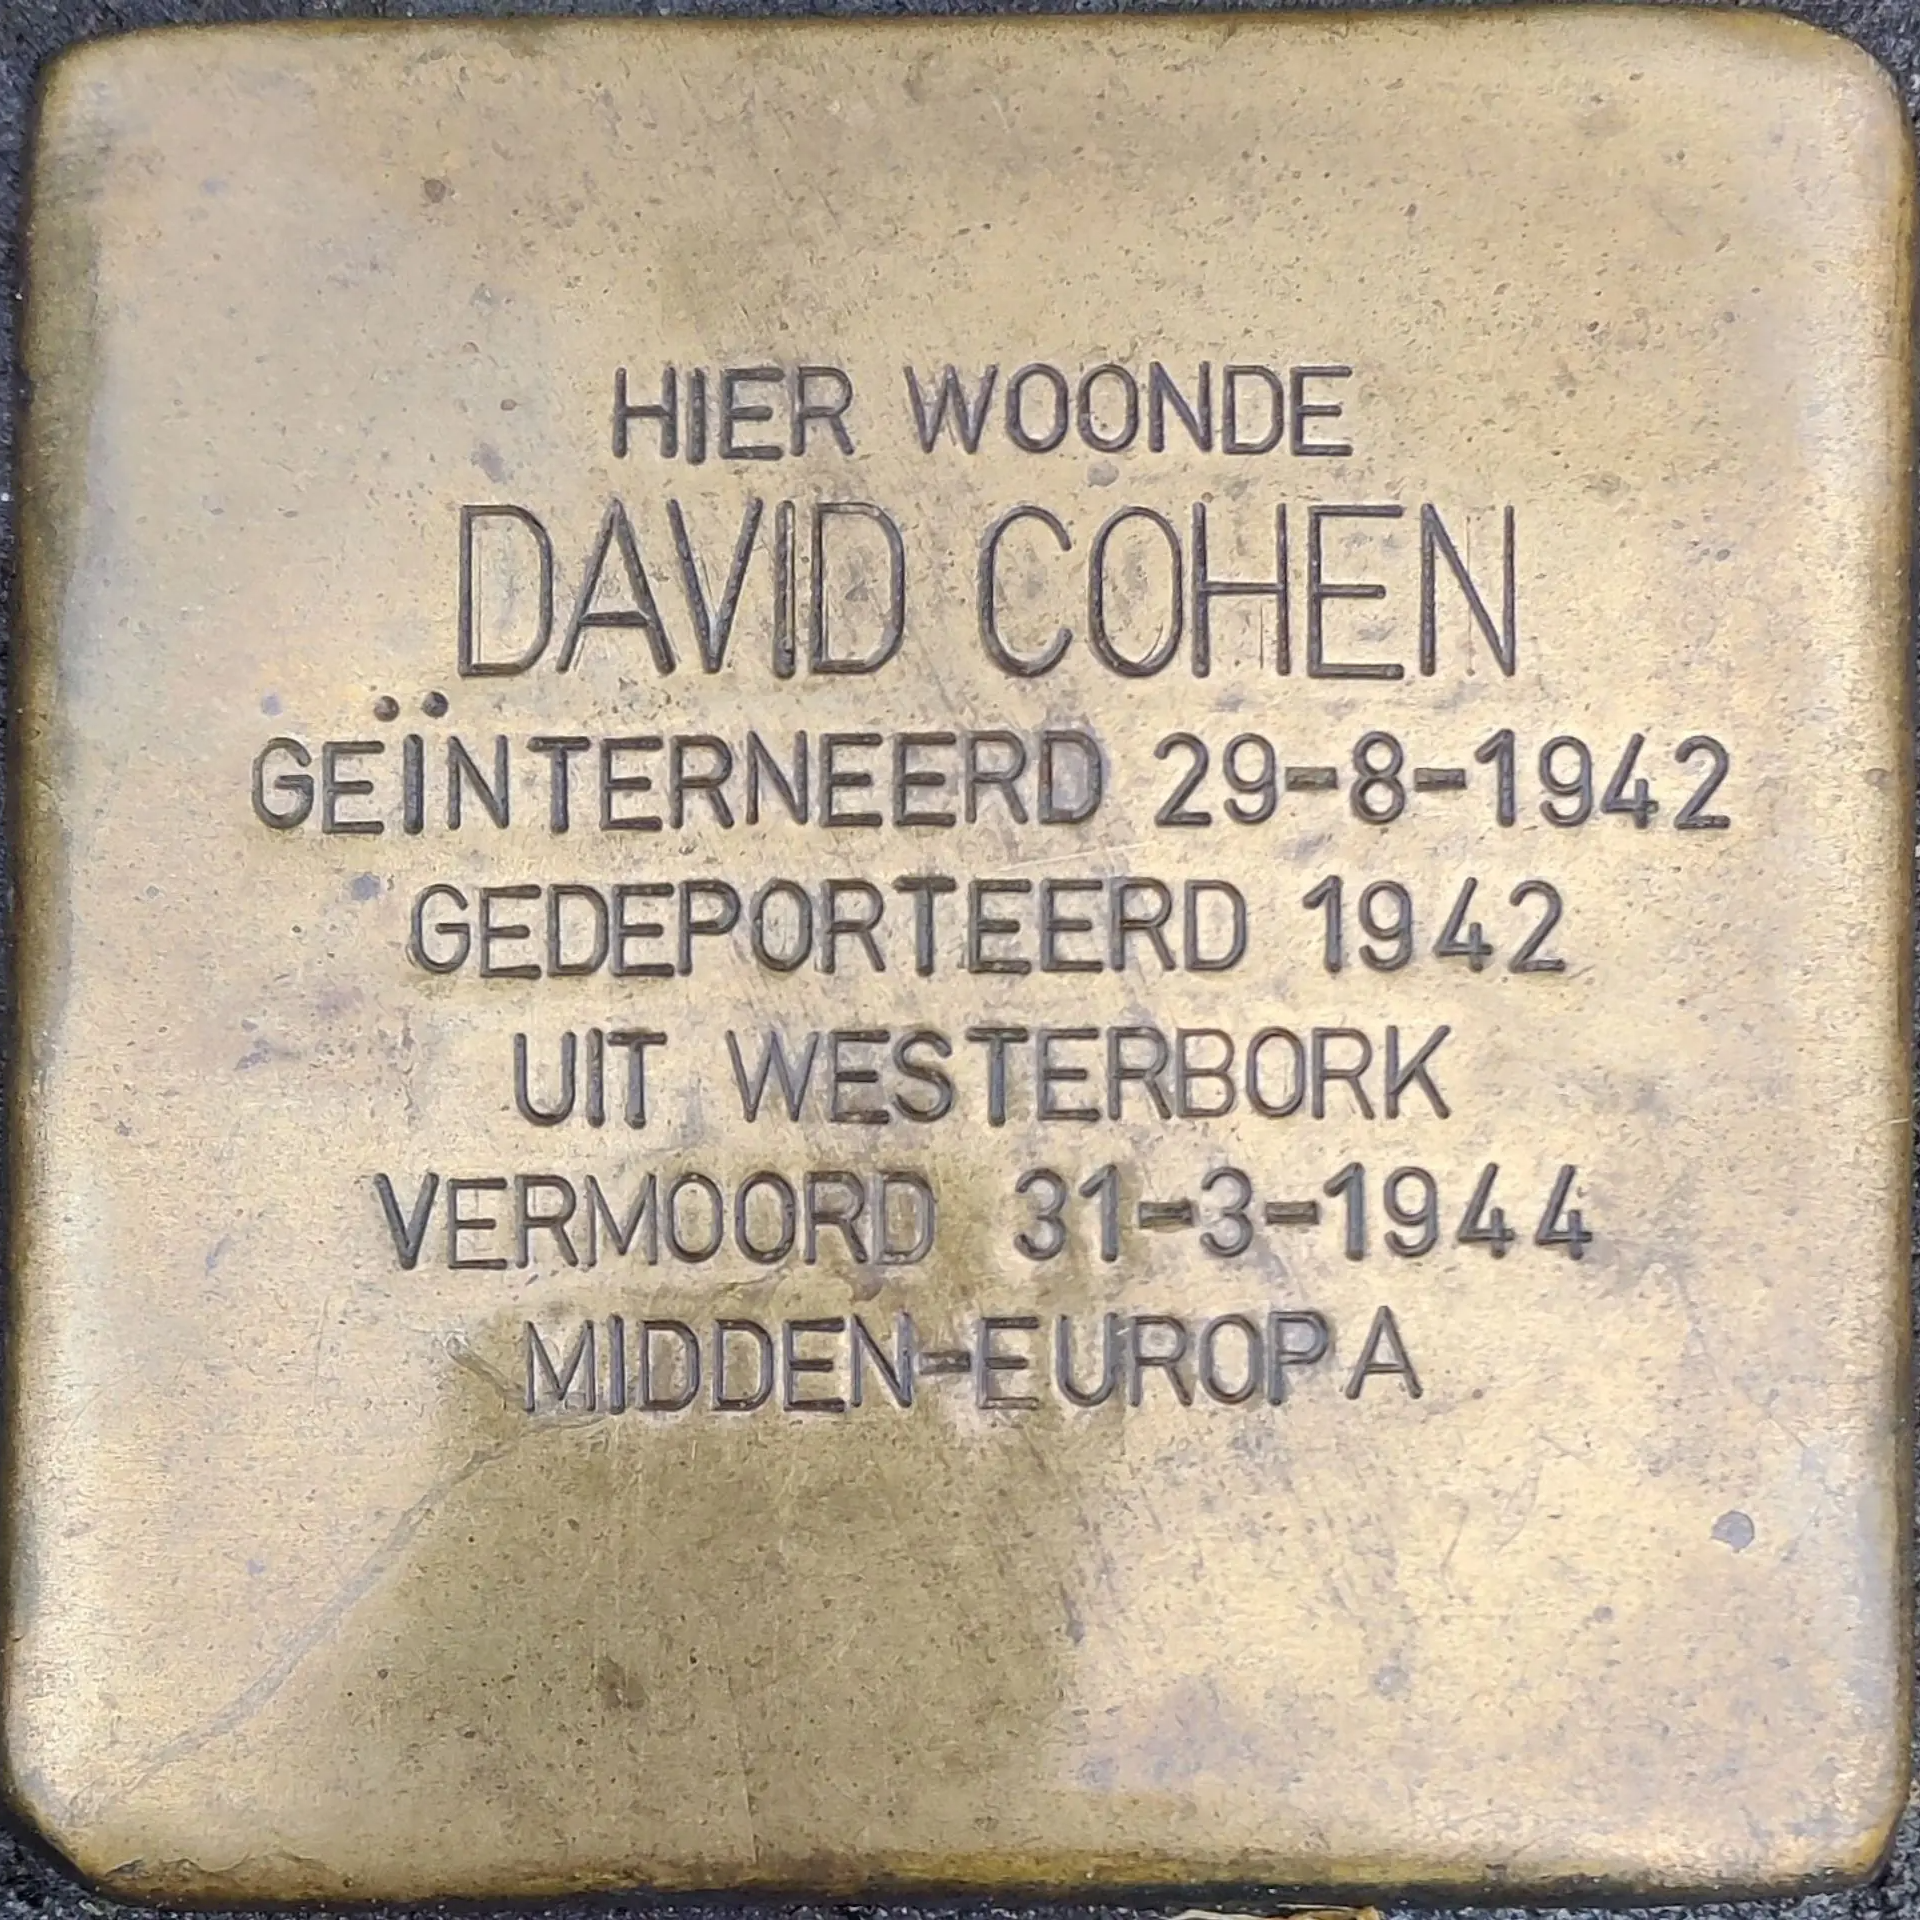 HIER WOONDE
DAVID COHEN
GEÏNTERNEERD 29-8-1942
GEDEPORTEERD 1942
UIT WESTERBORK
VERMOORD 31-3-1944
MIDDEN-EUROPA